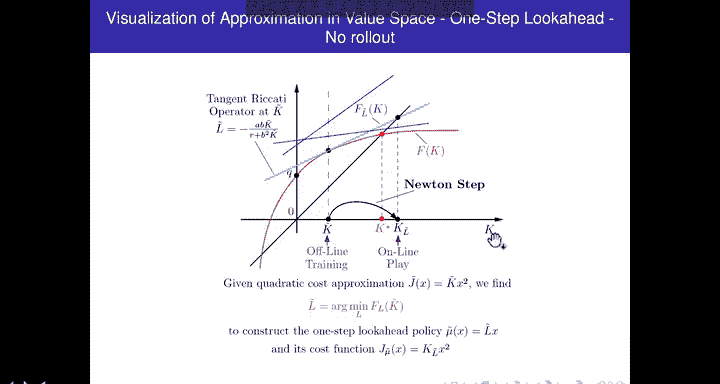 Visualization of Approximation in Value Space - One-Step Lookahead -
No rollout
Tangent Riccati
Operator at K̃
L̃ = -abK̃/(r+b²K̃)
F_L̃(K)
F(K)
q
Newton Step
0
K̃
K*
K_L̃
K
Off-Line
Training
On-Line
Play
Given quadratic cost approximation J̃(x) = K̃x², we find
L̃ = arg min_L F_L(K̃)
to construct the one-step lookahead policy μ̃(x) = L̃x
and its cost function J_μ̃(x) = K_L̃x²